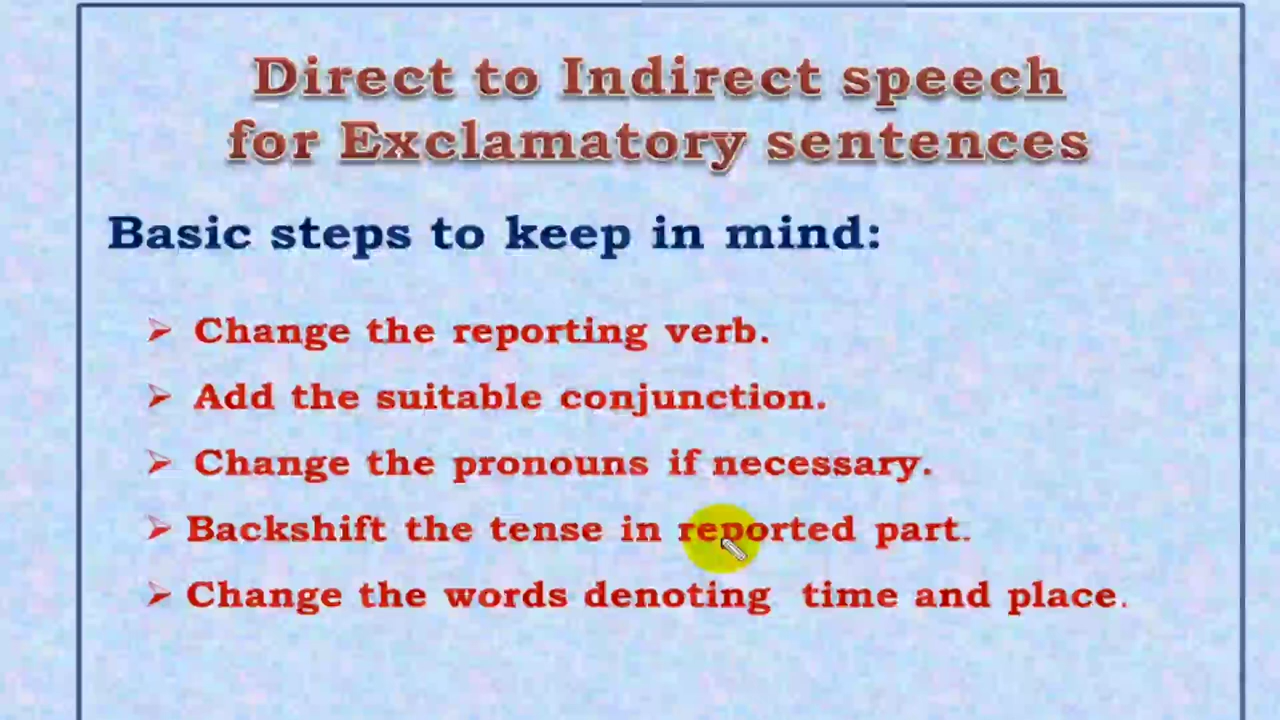 Direct to Indirect speech
for Exclamatory sentences
Basic steps to keep in mind:
Change the reporting verb.
Add the suitable conjunction.
Change the pronouns if necessary.
Backshift the tense in reported part.
Change the words denoting time and place.